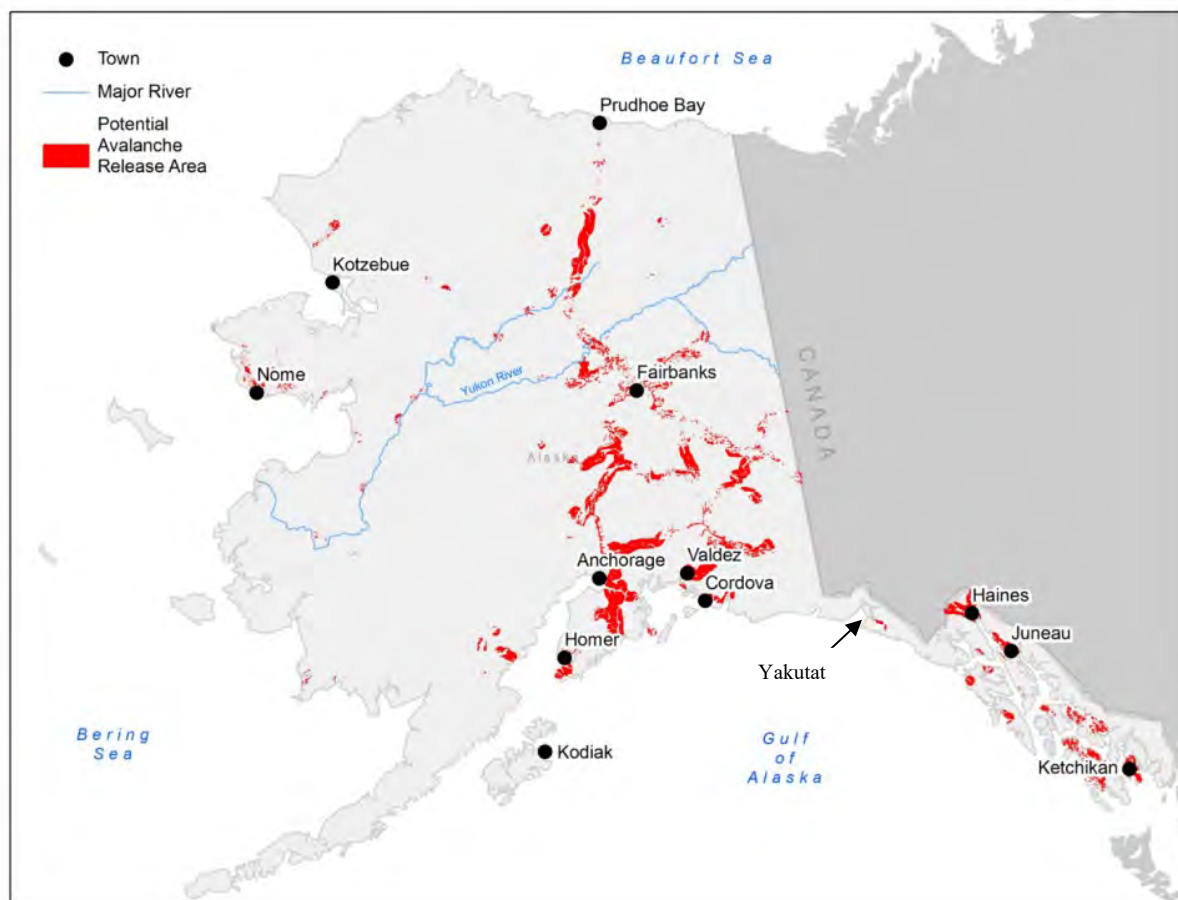 Town
Major River
Potential
Avalanche
Release Area
Beaufort Sea
Prudhoe Bay
Kotzebue
Nome
Yukon River
Fairbanks
CANADA
Alaska
Anchorage
Valdez
Cordova
Homer
Haines
Juneau
Yakutat
Bering
Sea
Kodiak
Gulf
of
Alaska
Ketchikan